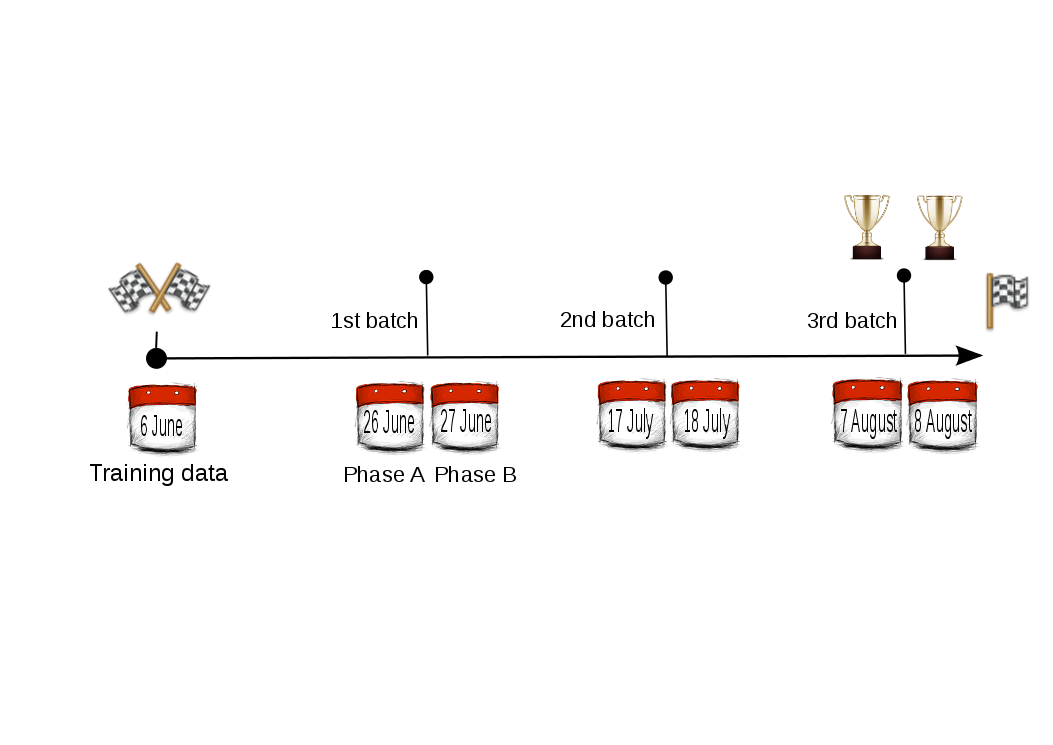 1st batch
2nd batch
3rd batch
6 June
26 June
27 June
17 July
18 July
7 August
8 August
Training data
Phase A
Phase B